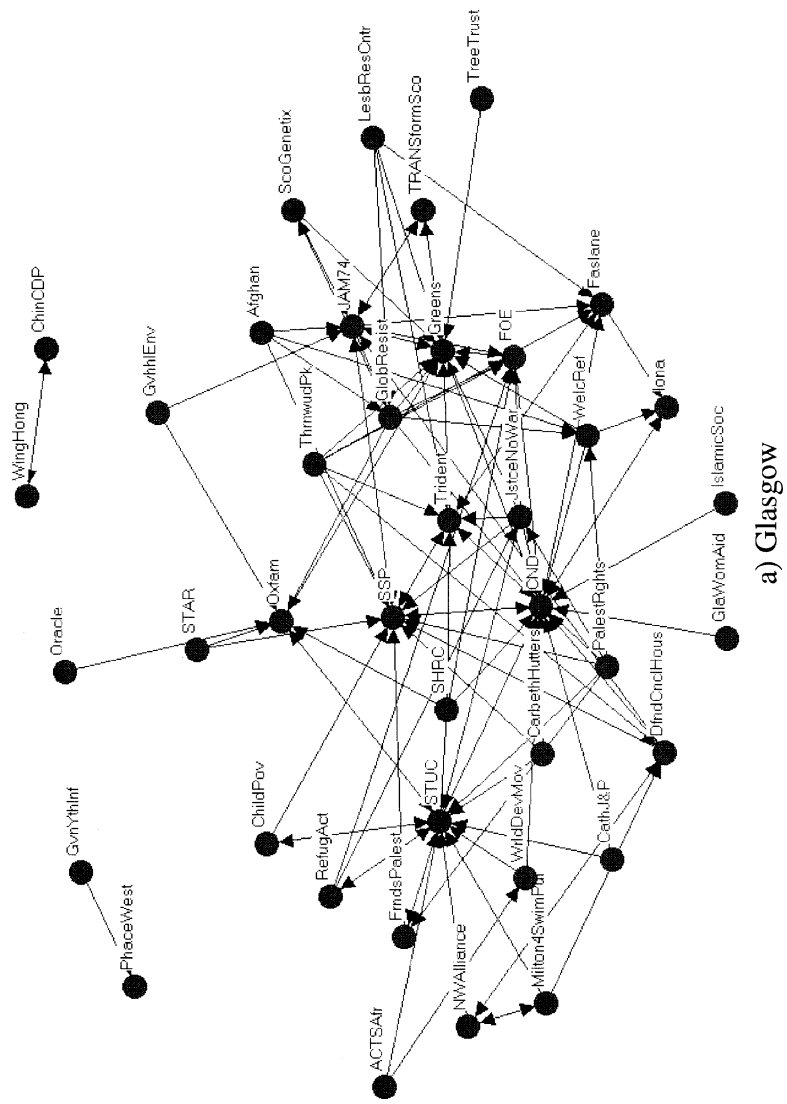 WingHong
ChinCDP
Oracle
GvnYthInf
PhaceWest
STAR
GvhhlEnv
Oxfam
Afghan
ScoGenetix
LesbResCntr
TreeTrust
TRANSformSco
JAM74
GlobResist
ThrnwudPk
Greens
FOE
Faslane
Trident
JstceNoWar
WelcRef
Iona
ChildPov
RefugAct
FrndsPalest
ACTSAfr
SSP
SHRC
STUC
CND
CarbethHutters
PalestRghts
NWAlliance
WrldDevMov
Milton4SwimPul
CathJ&P
DfndCnclHous
GlaWomAid
IslamicSoc
a) Glasgow